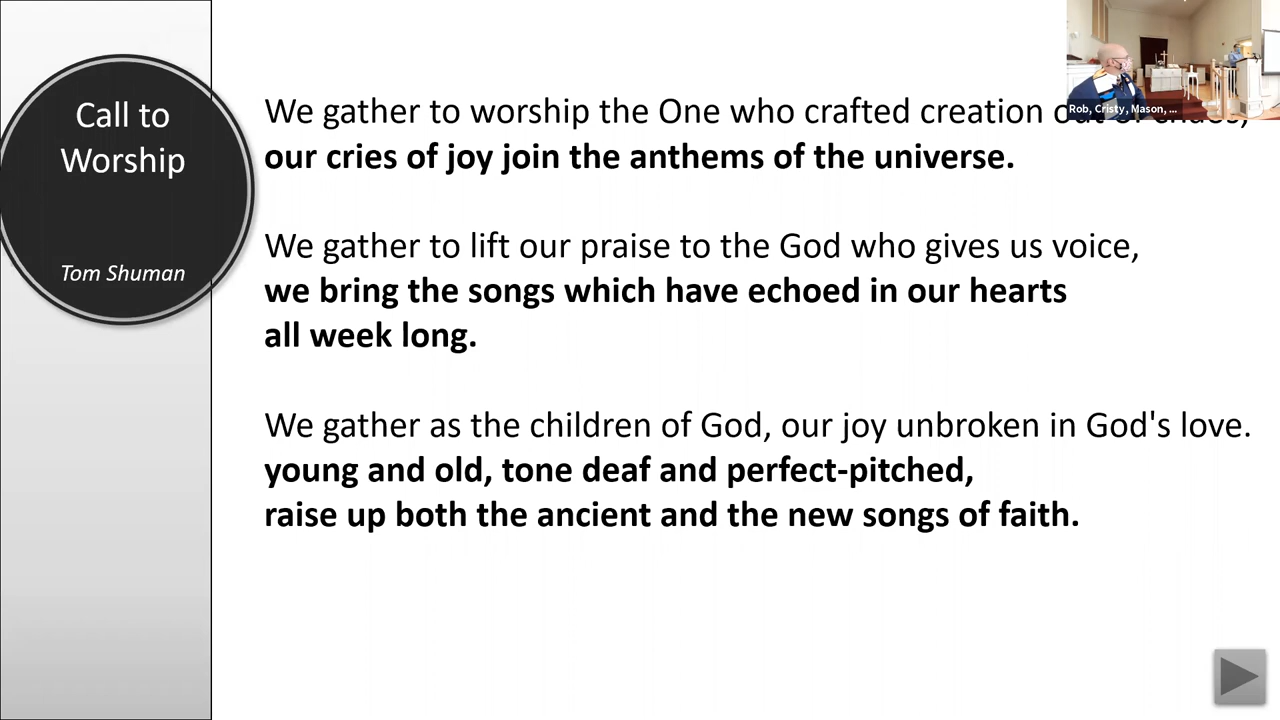 Call to
Worship
Tom Shuman
We gather to worship the One who crafted creation out of chaos,
our cries of joy join the anthems of the universe.
We gather to lift our praise to the God who gives us voice,
we bring the songs which have echoed in our hearts
all week long.
We gather as the children of God, our joy unbroken in God's love.
young and old, tone deaf and perfect-pitched,
raise up both the ancient and the new songs of faith.
Rob, Cristy, Mason, ...